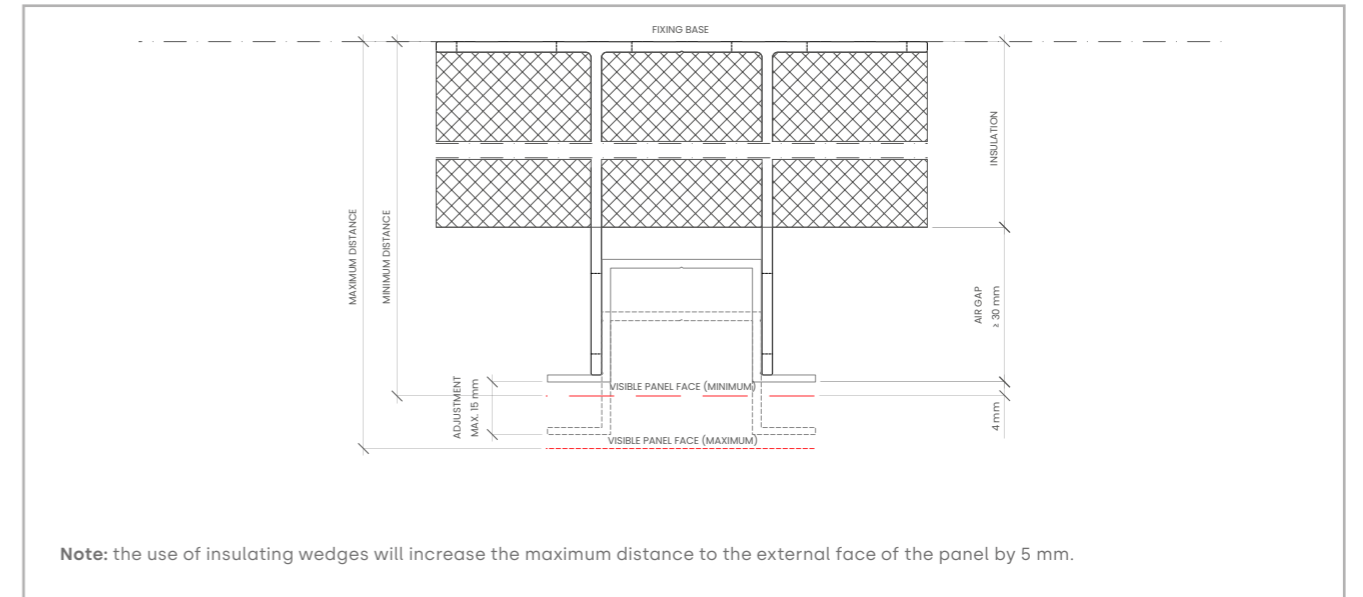 FIXING BASE
INSULATION
MAXIMUM DISTANCE
MINIMUM DISTANCE
AIR GAP
≥ 30 mm
ADJUSTMENT
MAX. 15 mm
VISIBLE PANEL FACE (MINIMUM)
4 mm
VISIBLE PANEL FACE (MAXIMUM)
Note: the use of insulating wedges will increase the maximum distance to the external face of the panel by 5 mm.